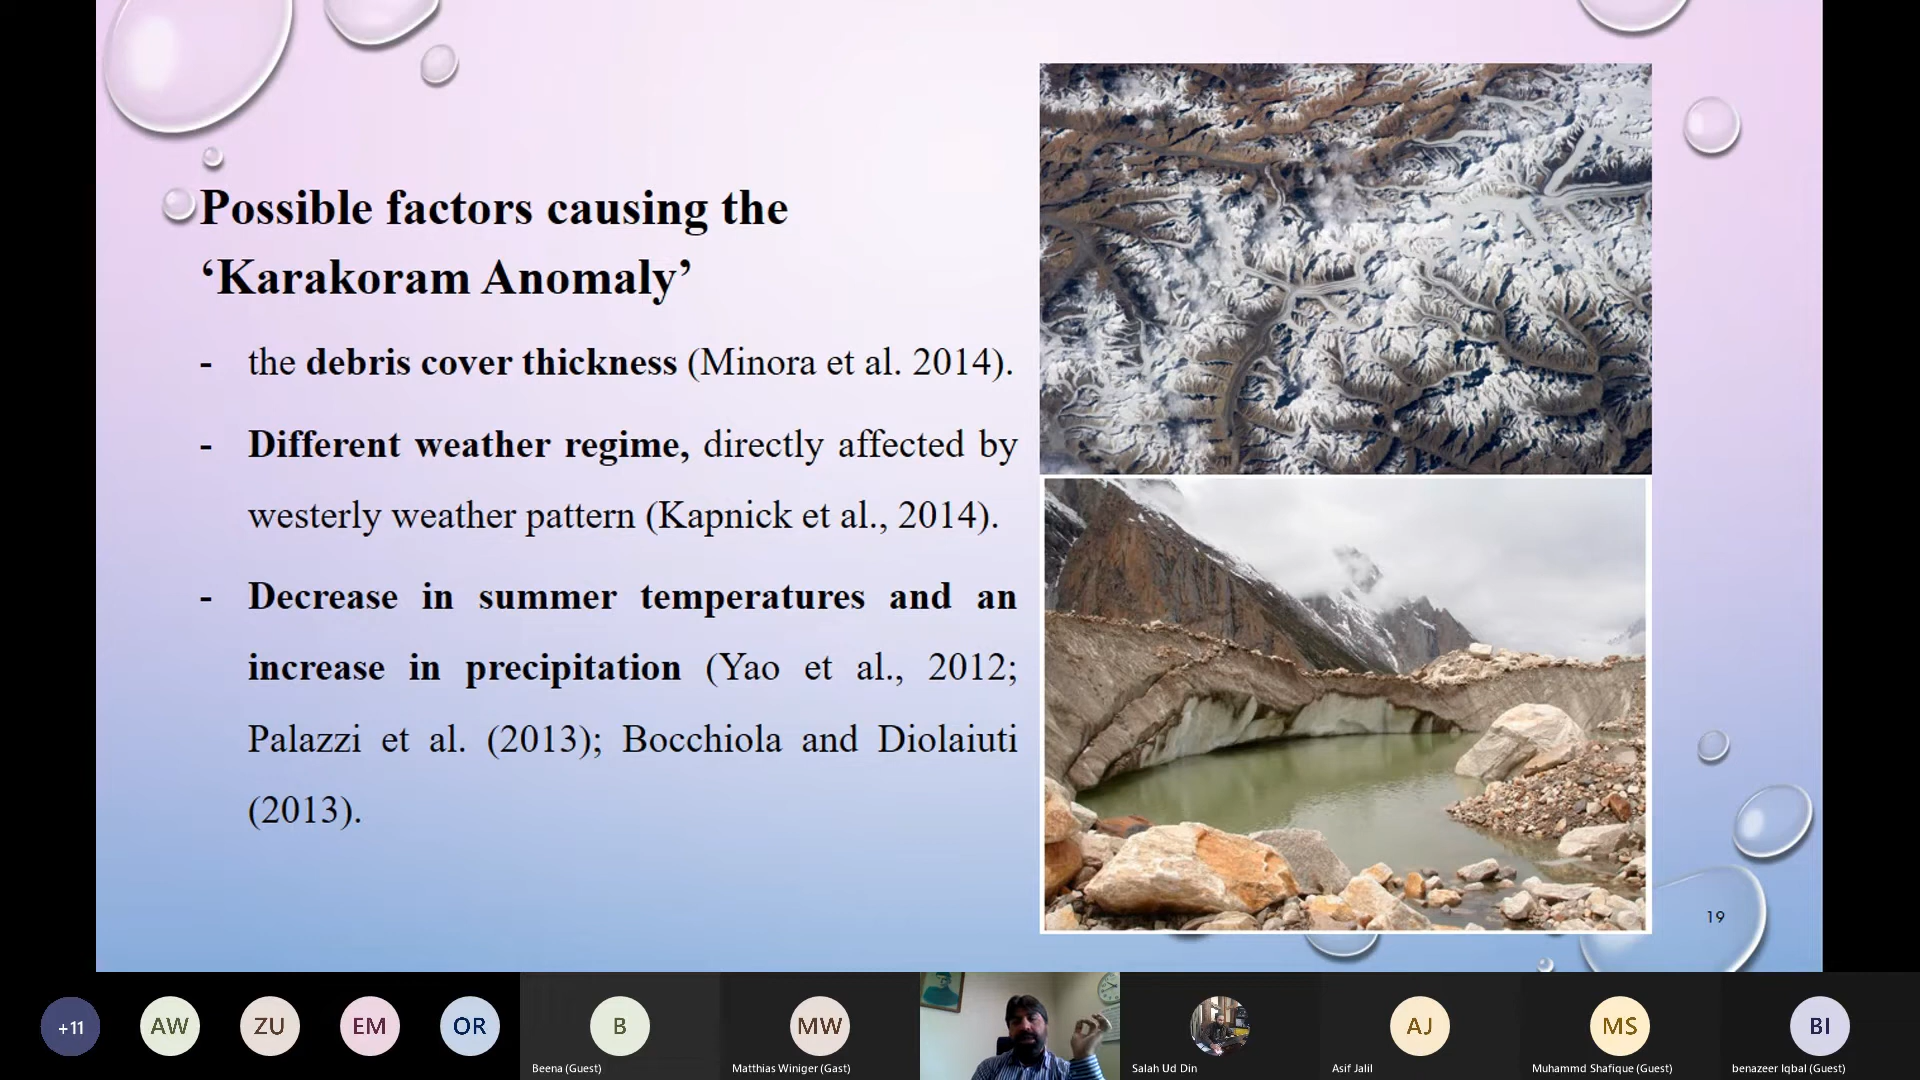 Possible factors causing the
‘Karakoram Anomaly’
- the debris cover thickness (Minora et al. 2014).
- Different weather regime, directly affected by
westerly weather pattern (Kapnick et al., 2014).
- Decrease in summer temperatures and an
increase in precipitation (Yao et al., 2012;
Palazzi et al. (2013); Bocchiola and Diolaiuti
(2013).
19
+11
AW
ZU
EM
OR
B
Beena (Guest)
MW
Matthias Winiger (Gast)
Salah Ud Din
AJ
Asif Jalil
MS
Muhammd Shafique (Guest)
BI
benazeer Iqbal (Guest)